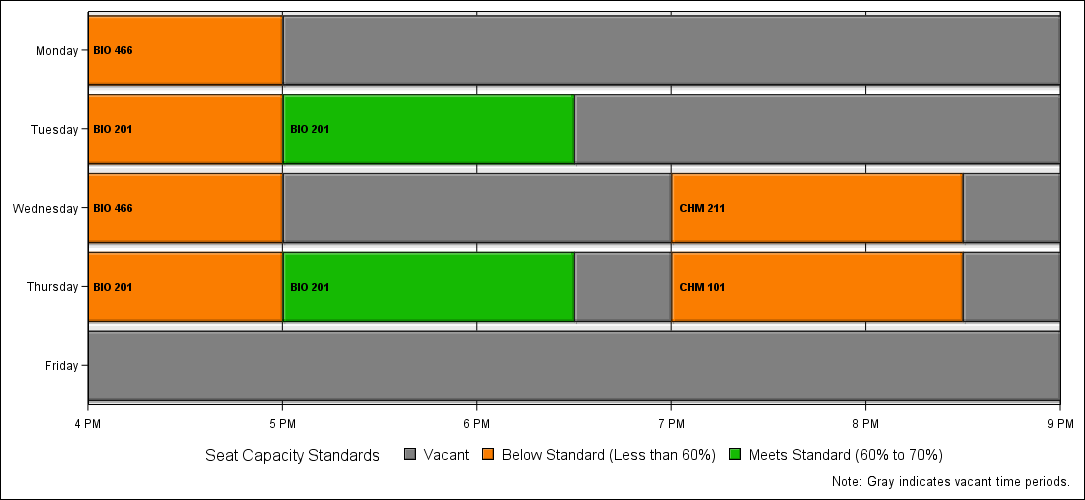 Monday BIO 466
Tuesday BIO 201 BIO 201
Wednesday BIO 466 CHM 211
Thursday BIO 201 BIO 201 CHM 101
Friday
4 PM 5 PM 6 PM 7 PM 8 PM 9 PM
Seat Capacity Standards Vacant Below Standard (Less than 60%) Meets Standard (60% to 70%)
Note: Gray indicates vacant time periods.